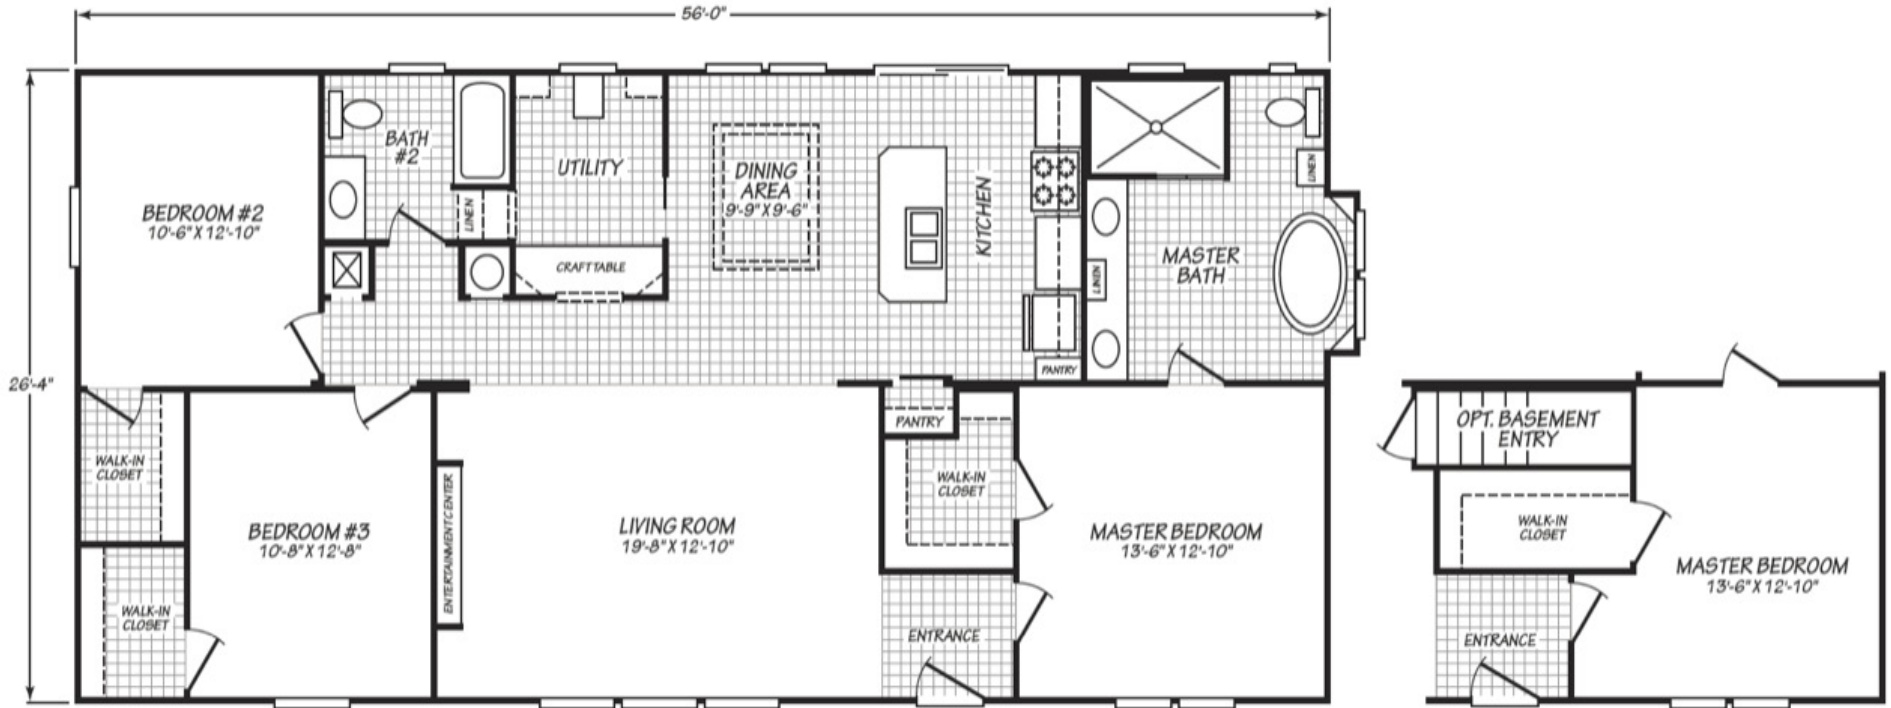 56'-0"
26'-4"
BEDROOM #2
10'-6" X 12'-10"
BATH
#2
LINEN
UTILITY
CRAFT TABLE
DINING
AREA
9'-9" X 9'-6"
KITCHEN
PANTRY
LINEN
LINEN
MASTER
BATH
WALK-IN
CLOSET
WALK-IN
CLOSET
BEDROOM #3
10'-8" X 12'-8"
ENTERTAINMENT CENTER
LIVING ROOM
19'-8" X 12'-10"
PANTRY
WALK-IN
CLOSET
ENTRANCE
MASTER BEDROOM
13'-6" X 12'-10"
OPT. BASEMENT
ENTRY
WALK-IN
CLOSET
MASTER BEDROOM
13'-6" X 12'-10"
ENTRANCE